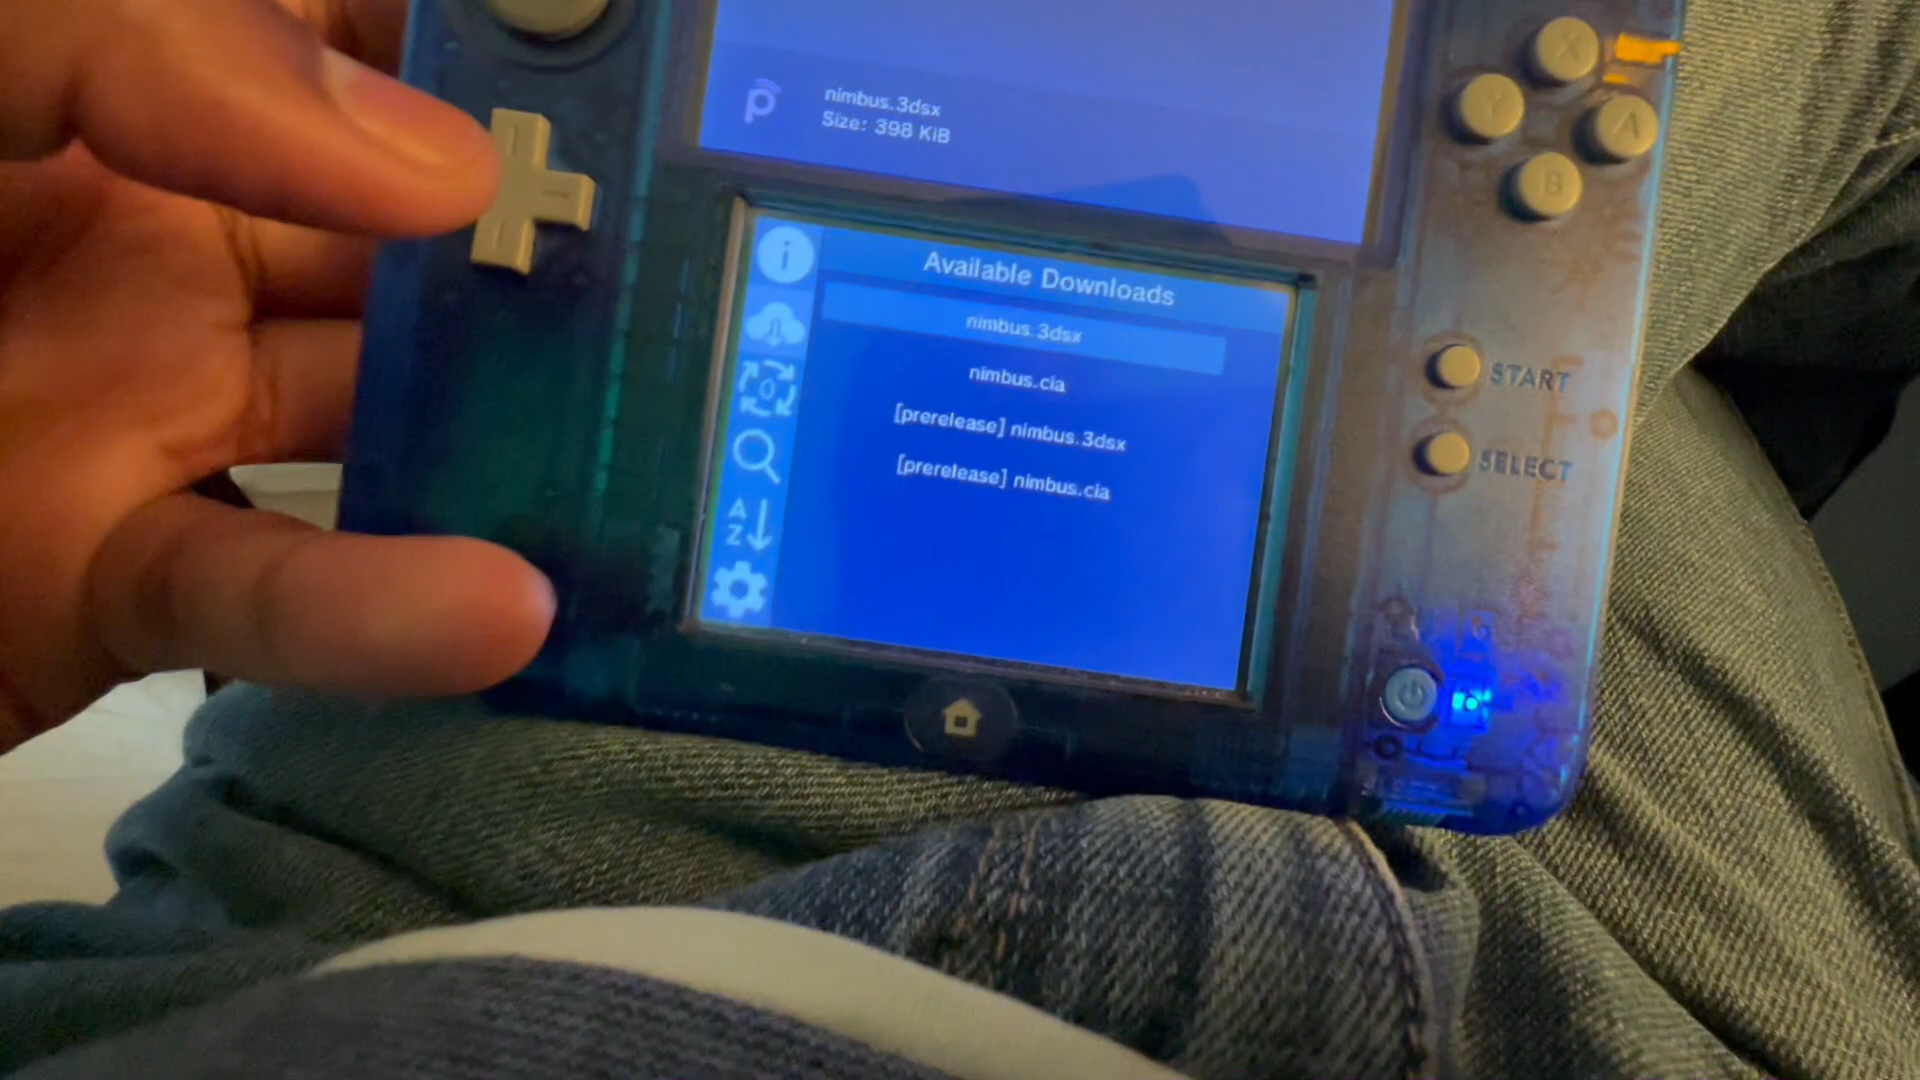 nimbus.3dsx
Size: 398 KiB
Available Downloads
nimbus.3dsx
nimbus.cia
[prerelease] nimbus.3dsx
[prerelease] nimbus.cia
A
Z
X
Y
A
B
START
SELECT